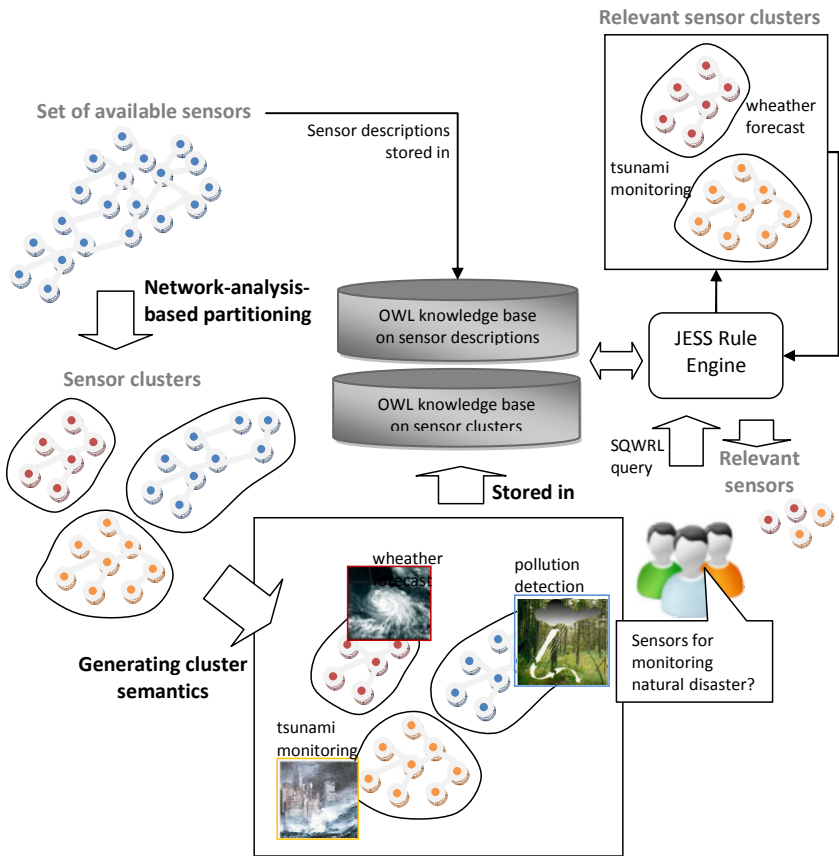 Relevant sensor clusters
wheather
forecast
tsunami
monitoring
Set of available sensors
Sensor descriptions
stored in
Network-analysis-
based partitioning
OWL knowledge base
on sensor descriptions
JESS Rule
Engine
Sensor clusters
OWL knowledge base
on sensor clusters
SQWRL
query
Relevant
sensors
Stored in
wheather
forecast
pollution
detection
Generating cluster
semantics
Sensors for
monitoring
natural disaster?
tsunami
monitoring